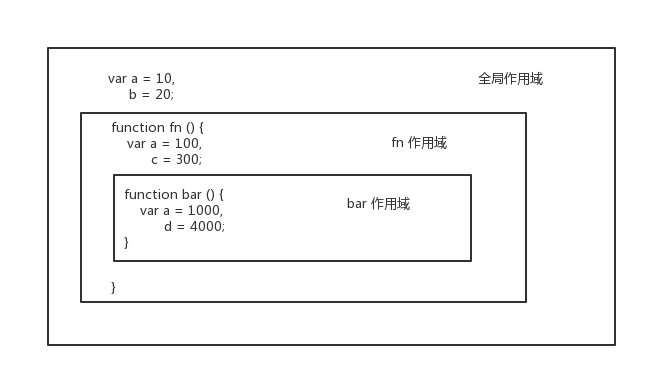 var a = 10, 全局作用域
b = 20;
function fn () {
var a = 100, fn 作用域
c = 300;
function bar () {
var a = 1000, bar 作用域
d = 4000;
}
}